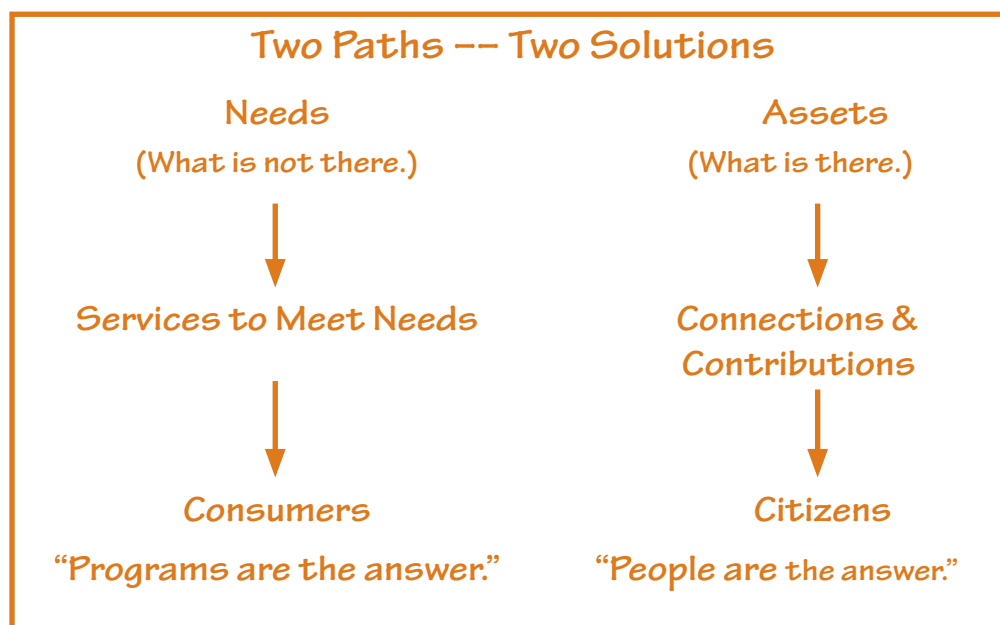 Two Paths -- Two Solutions
Needs
(What is not there.)
Services to Meet Needs
Consumers
“Programs are the answer.”
Assets
(What is there.)
Connections &
Contributions
Citizens
“People are the answer.”